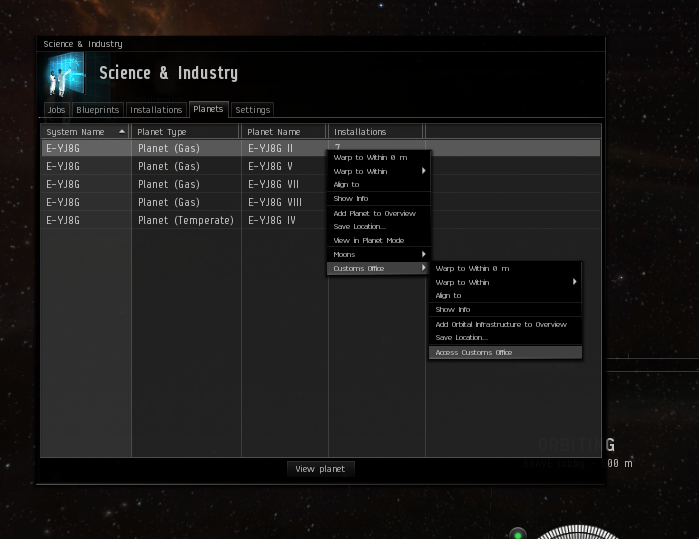 Science & Industry
Science & Industry
Jobs Blueprints Installations Planets Settings
System Name Planet Type Planet Name Installations
E-YJ8G Planet (Gas) E-YJ8G II 7
E-YJ8G Planet (Gas) E-YJ8G V
E-YJ8G Planet (Gas) E-YJ8G VII
E-YJ8G Planet (Gas) E-YJ8G VIII
E-YJ8G Planet (Temperate) E-YJ8G IV
Warp to Within 0 m
Warp to Within
Align to
Show Info
Add Planet to Overview
Save Location...
View in Planet Mode
Moons
Customs Office
Warp to Within 0 m
Warp to Within
Align to
Show Info
Add Orbital Infrastructure to Overview
Save Location...
Access Customs Office
ORBITING
00 m
View planet